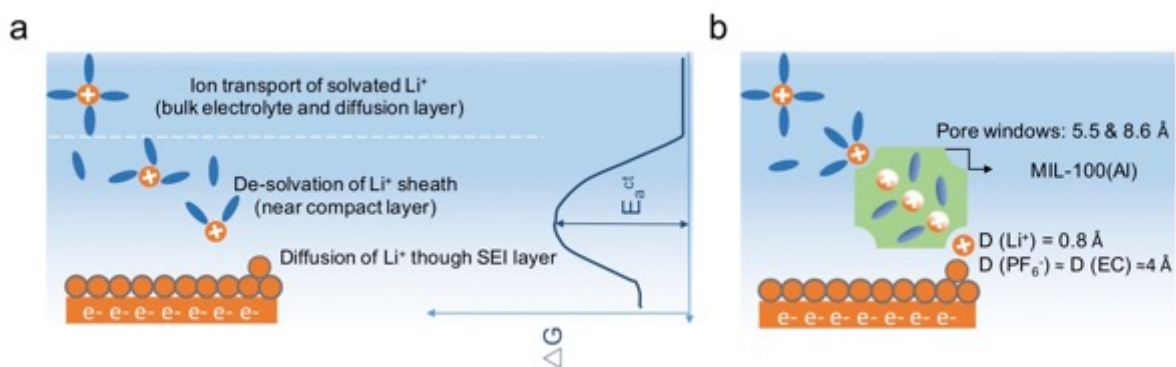 a
Ion transport of solvated Li⁺
(bulk electrolyte and diffusion layer)
De-solvation of Li⁺ sheath
(near compact layer)
Diffusion of Li⁺ though SEI layer
e- e- e- e- e- e- e-
Eₐᶜᵗ
△G
b
Pore windows: 5.5 & 8.6 Å
MIL-100(Al)
D (Li⁺) = 0.8 Å
D (PF₆⁻) ≈ D (EC) ≈4 Å
e- e- e- e- e- e- e-